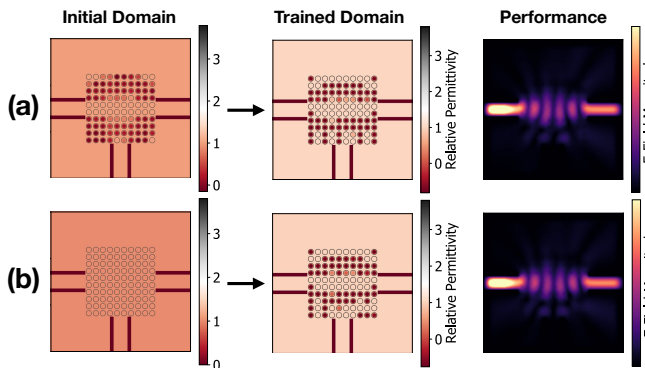 Initial Domain
Trained Domain
Performance
(a)
3
2
1
0
3
2
1
0
Relative Permittivity
(b)
3
2
1
0
3
2
1
0
Relative Permittivity